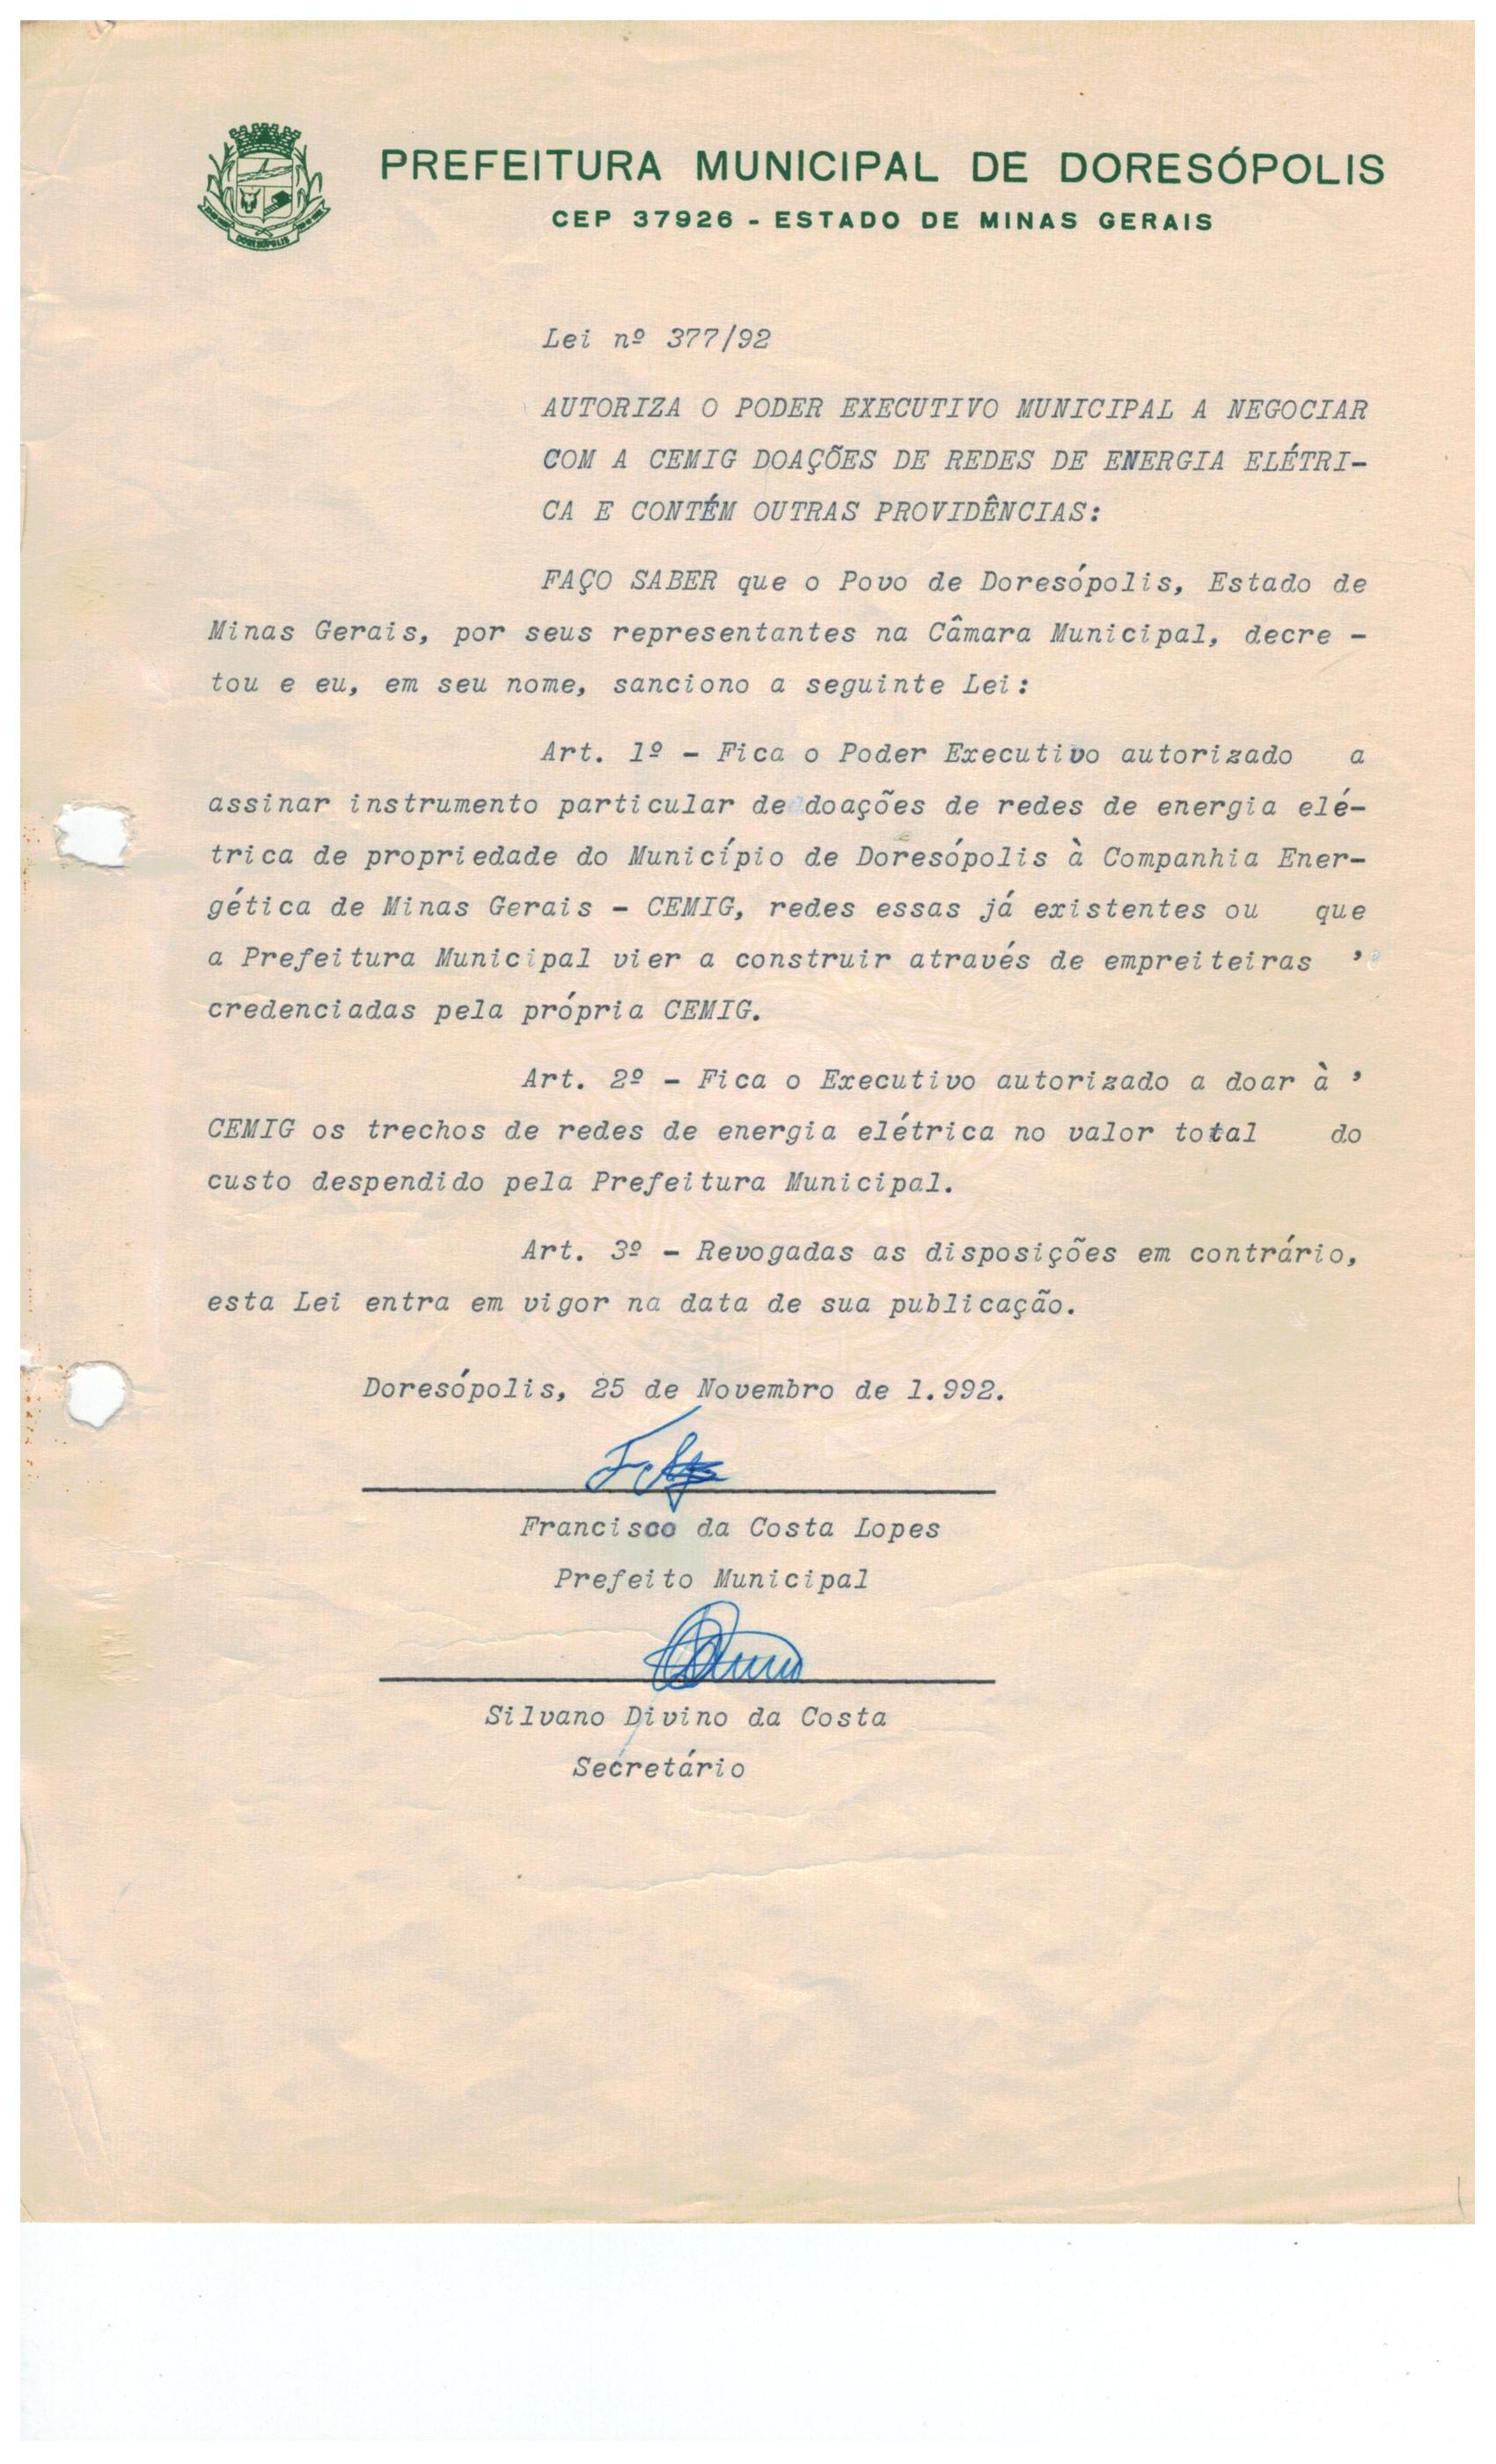 PREFEITURA MUNICIPAL DE DORESÓPOLIS
CEP 37926 - ESTADO DE MINAS GERAIS
DORESÓPOLIS
Lei nº 377/92
AUTORIZA O PODER EXECUTIVO MUNICIPAL A NEGOCIAR
COM A CEMIG DOAÇÕES DE REDES DE ENERGIA ELÉTRI-
CA E CONTÉM OUTRAS PROVIDÊNCIAS:
FAÇO SABER que o Povo de Doresópolis, Estado de
Minas Gerais, por seus representantes na Câmara Municipal, decre -
tou e eu, em seu nome, sanciono a seguinte Lei:
Art. 1º - Fica o Poder Executivo autorizado a
assinar instrumento particular de doações de redes de energia elé-
trica de propriedade do Município de Doresópolis à Companhia Ener-
gética de Minas Gerais - CEMIG, redes essas já existentes ou que
a Prefeitura Municipal vier a construir através de empreiteiras '
credenciadas pela própria CEMIG.
Art. 2º - Fica o Executivo autorizado a doar à '
CEMIG os trechos de redes de energia elétrica no valor total do
custo despendido pela Prefeitura Municipal.
Art. 3º - Revogadas as disposições em contrário,
esta Lei entra em vigor na data de sua publicação.
Doresópolis, 25 de Novembro de 1.992.
Francisco da Costa Lopes
Prefeito Municipal
Silvano Divino da Costa
Secretário